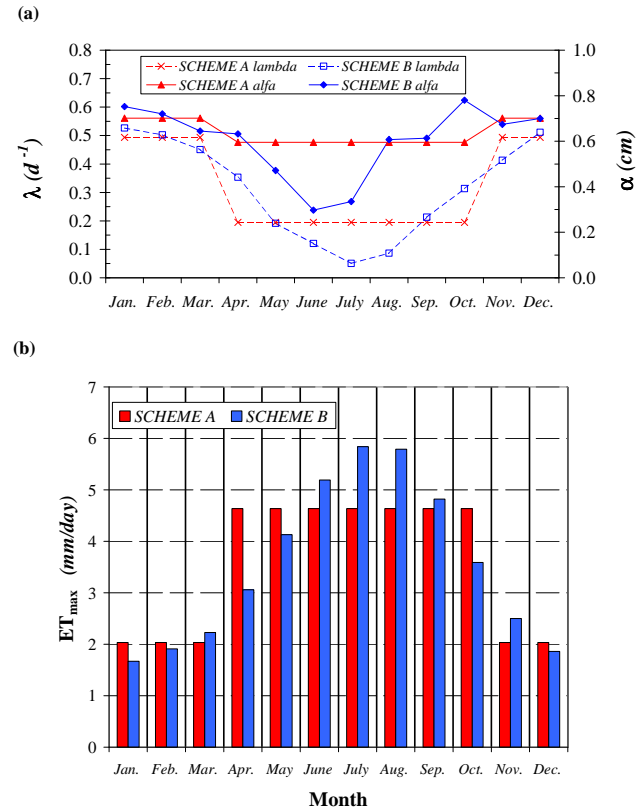 (a)
SCHEME A lambda SCHEME B lambda
SCHEME A alfa SCHEME B alfa
0.8
0.7
0.6
0.5
0.4
0.3
0.2
0.1
0.0
λ (d -1)
1.0
0.8
0.6
0.4
0.2
0.0
α (cm)
Jan. Feb. Mar. Apr. May June July Aug. Sep. Oct. Nov. Dec.
(b)
SCHEME A SCHEME B
7
6
5
4
3
2
1
0
ETmax (mm/day)
Jan. Feb. Mar. Apr. May June July Aug. Sep. Oct. Nov. Dec.
Month